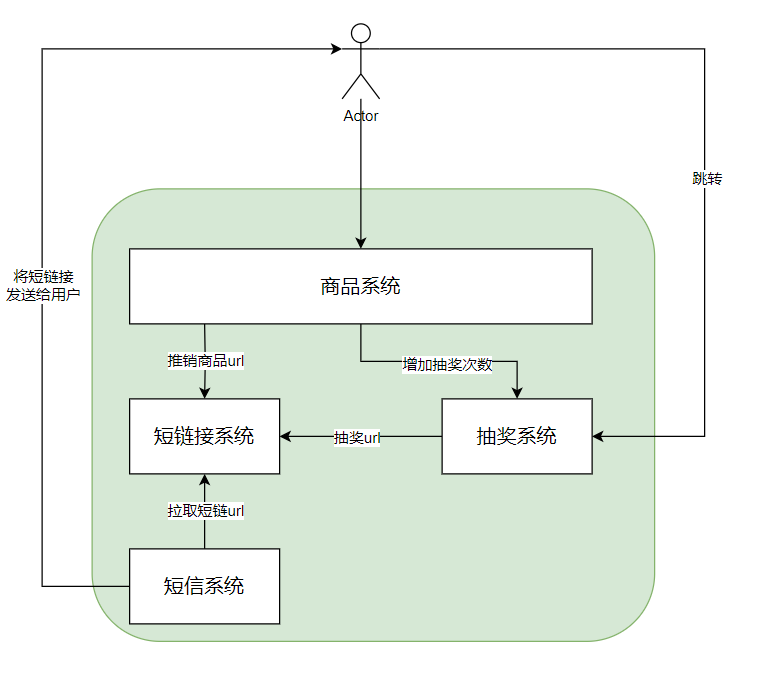 Actor
跳转
将短链接
发送给用户
商品系统
推销商品url
增加抽奖次数
短链接系统
抽奖url
抽奖系统
拉取短链url
短信系统